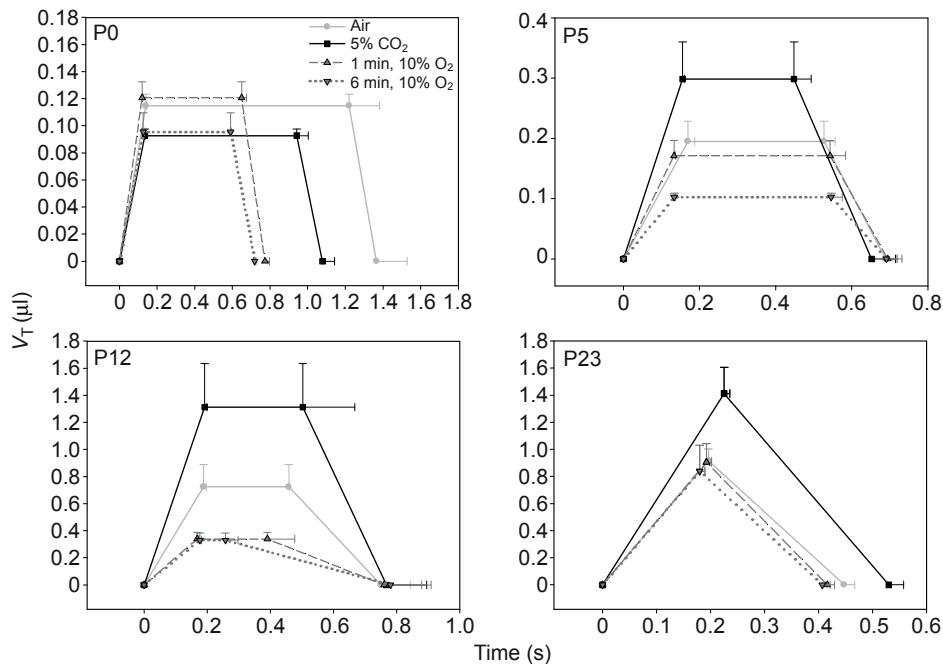 P0
Air
5% CO₂
1 min, 10% O₂
6 min, 10% O₂
0.18
0.16
0.14
0.12
0.10
0.08
0.06
0.04
0.02
0
0 0.2 0.4 0.6 0.8 1.0 1.2 1.4 1.6 1.8
P5
0.4
0.3
0.2
0.1
0
0 0.2 0.4 0.6 0.8
V_T (μl)
P12
1.8
1.6
1.4
1.2
1.0
0.8
0.6
0.4
0.2
0
0 0.2 0.4 0.6 0.8 1.0
P23
1.8
1.6
1.4
1.2
1.0
0.8
0.6
0.4
0.2
0
0 0.1 0.2 0.3 0.4 0.5 0.6
Time (s)